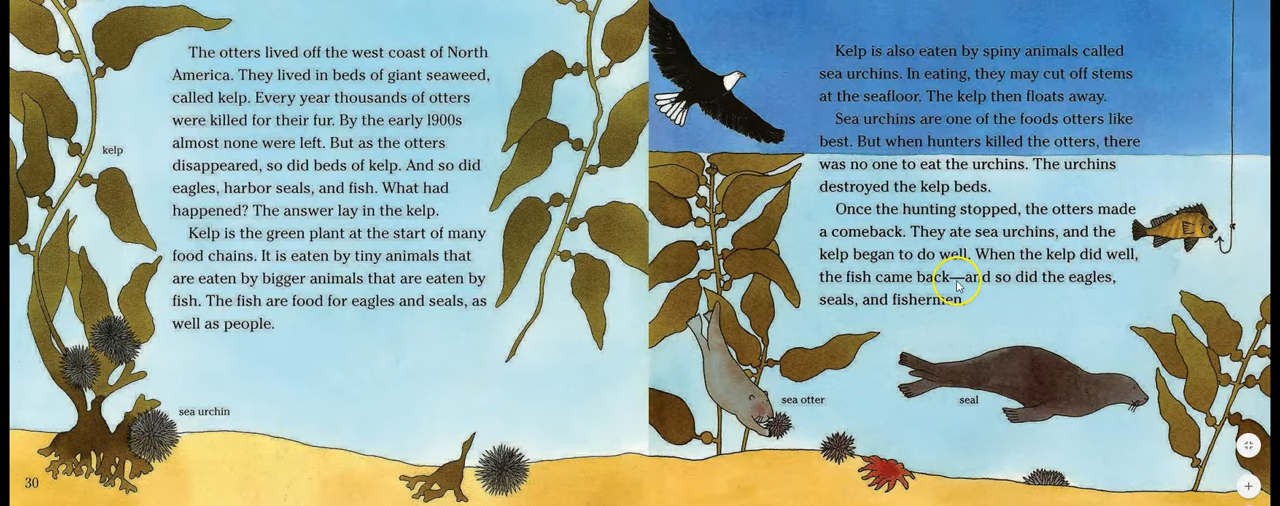 The otters lived off the west coast of North
America. They lived in beds of giant seaweed,
called kelp. Every year thousands of otters
were killed for their fur. By the early 1900s
almost none were left. But as the otters
disappeared, so did beds of kelp. And so did
eagles, harbor seals, and fish. What had
happened? The answer lay in the kelp.
Kelp is the green plant at the start of many
food chains. It is eaten by tiny animals that
are eaten by bigger animals that are eaten by
fish. The fish are food for eagles and seals, as
well as people.
kelp
sea urchin
30
Kelp is also eaten by spiny animals called
sea urchins. In eating, they may cut off stems
at the seafloor. The kelp then floats away.
Sea urchins are one of the foods otters like
best. But when hunters killed the otters, there
was no one to eat the urchins. The urchins
destroyed the kelp beds.
Once the hunting stopped, the otters made
a comeback. They ate sea urchins, and the
kelp began to do well. When the kelp did well,
the fish came back—and so did the eagles,
seals, and fishermen.
sea otter
seal